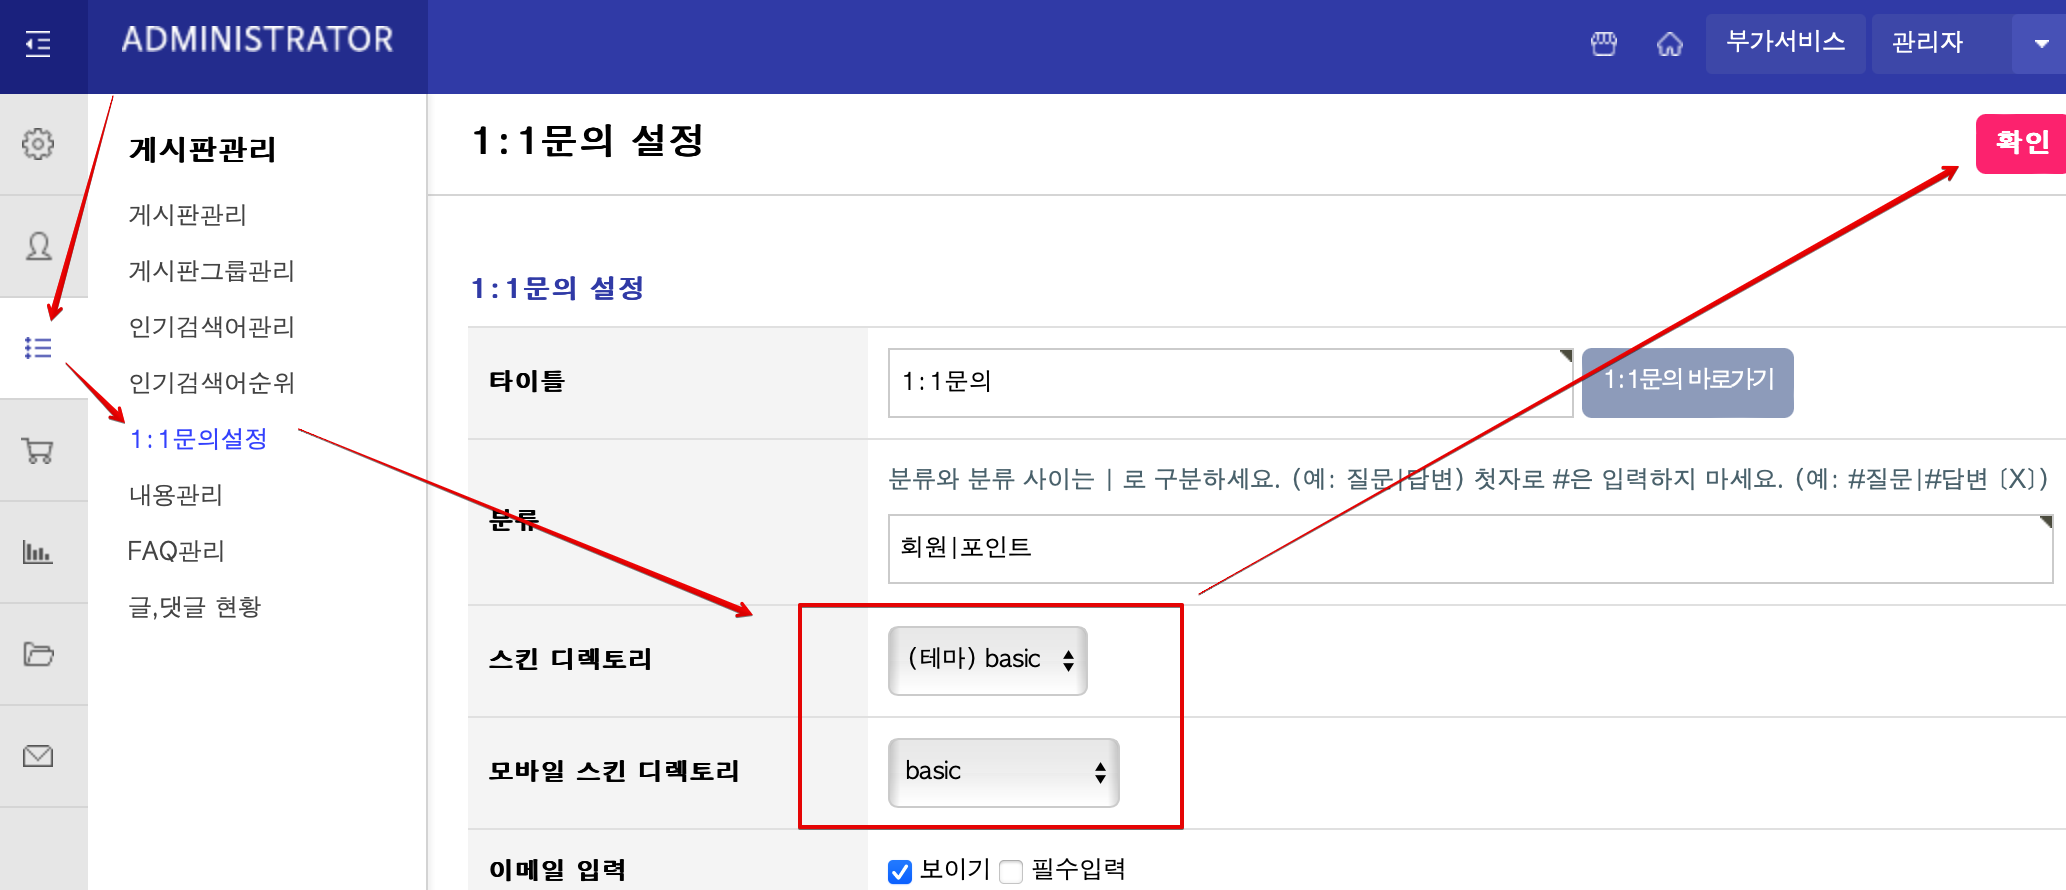 ADMINISTRATOR
부가서비스
관리자
게시판관리
게시판관리
게시판그룹관리
인기검색어관리
인기검색어순위
1:1문의설정
내용관리
FAQ관리
글,댓글 현황
1:1문의 설정
확인
1:1문의 설정
타이틀
1:1문의
1:1문의 바로가기
분류
분류와 분류 사이는 | 로 구분하세요. (예: 질문|답변) 첫자로 #은 입력하지 마세요. (예: #질문|#답변 [X])
회원|포인트
스킨 디렉토리
(테마) basic
모바일 스킨 디렉토리
basic
이메일 입력
보이기 필수입력